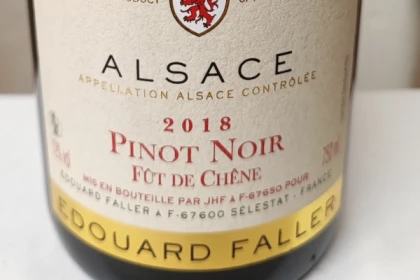 PRODUCT
ALSACE
APPELLATION ALSACE CONTRÔLÉE
2018
PINOT NOIR
FÛT DE CHÊNE
MIS EN BOUTEILLE PAR JHF À F-67650 POUR
EDOUARD FALLER À F-67600 SÉLESTAT - FRANCE
EDOUARD FALLER